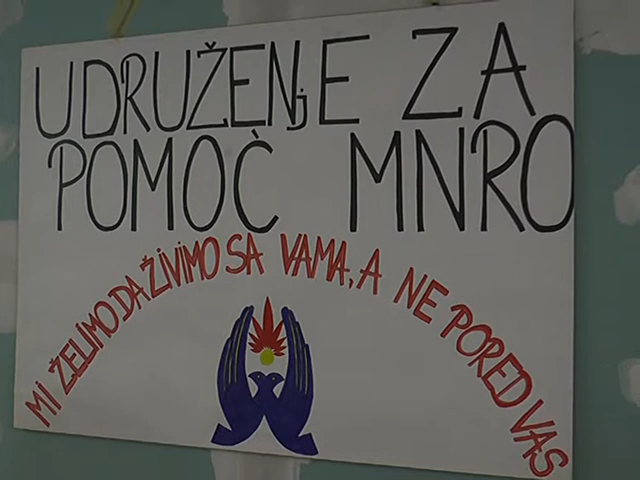 UDRUŽENjE ZA
POMOĆ MNRO
MI ŽELIMO DA ŽIVIMO SA VAMA, A NE PORED VAS